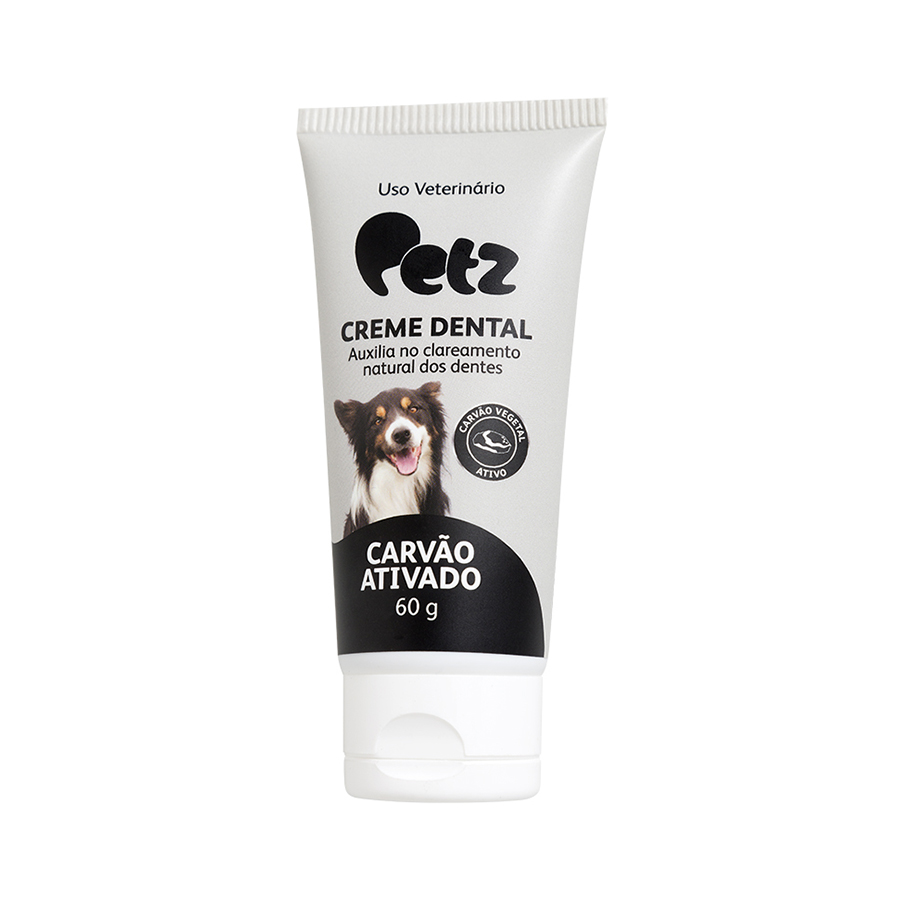 Uso Veterinário
Petz
CREME DENTAL
Auxilia no clareamento
natural dos dentes
CARVÃO VEGETAL
ATIVO
CARVÃO
ATIVADO
60 g